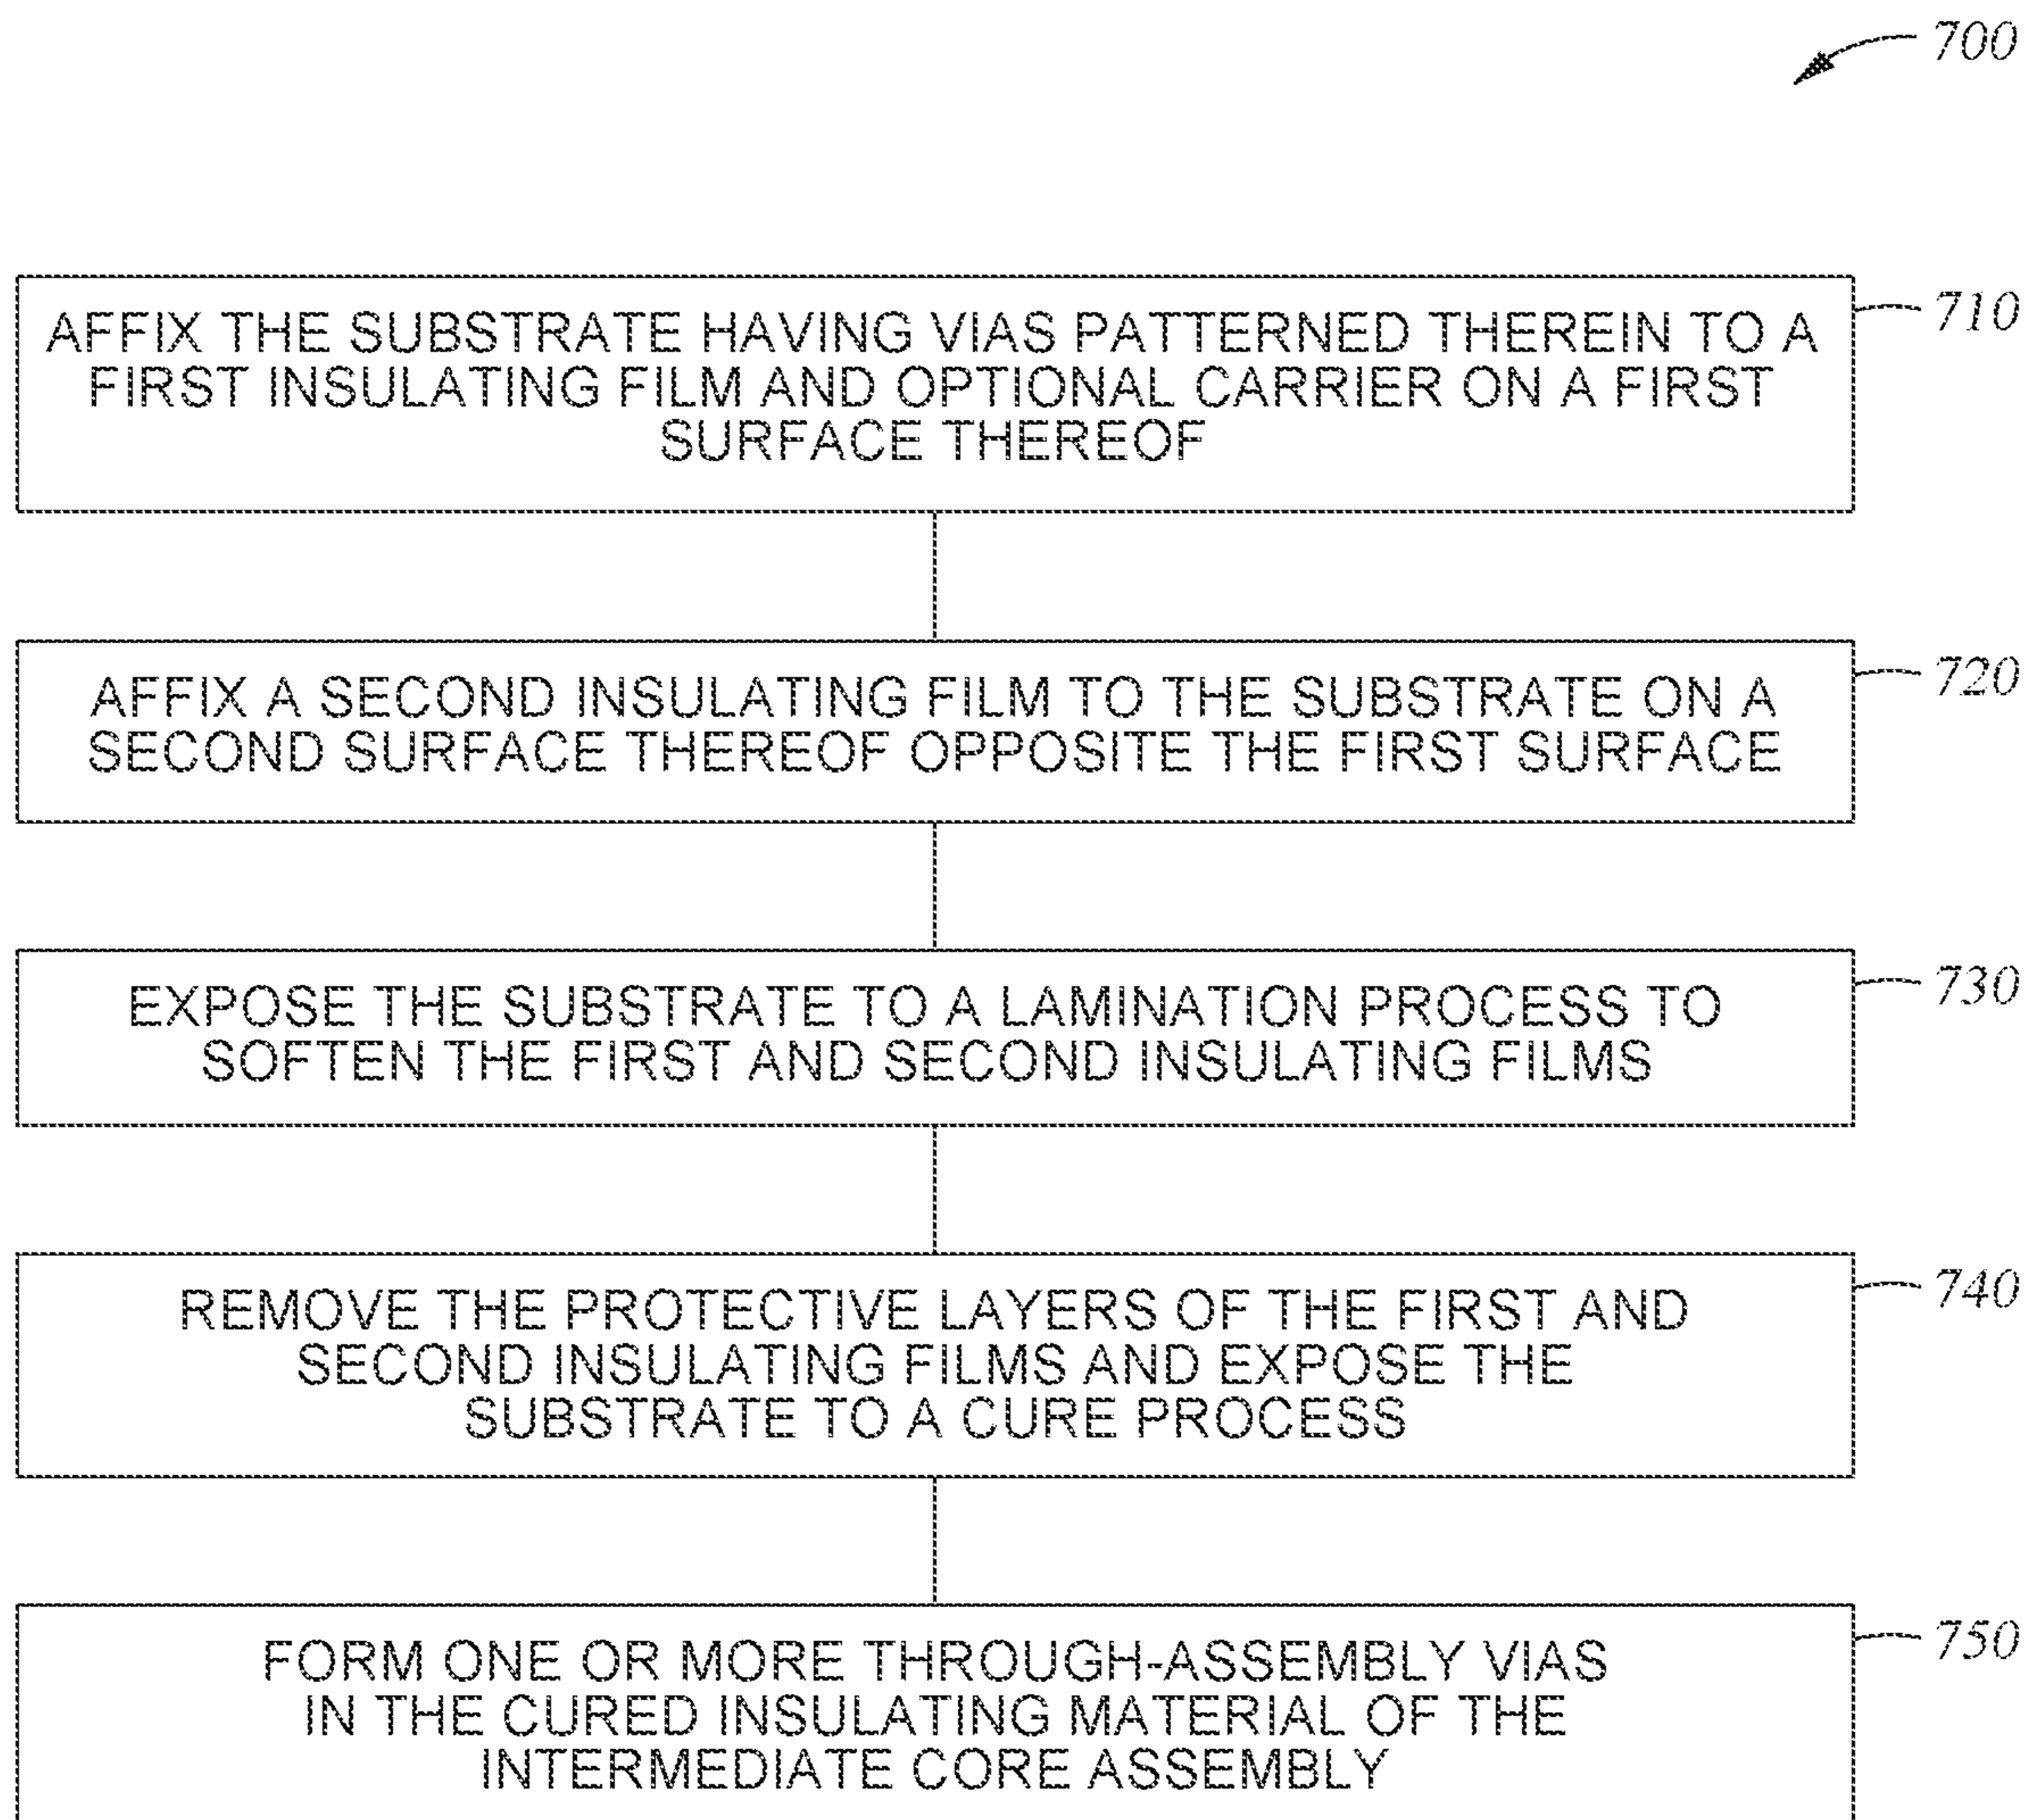 700
AFFIX THE SUBSTRATE HAVING VIAS PATTERNED THEREIN TO A
FIRST INSULATING FILM AND OPTIONAL CARRIER ON A FIRST
SURFACE THEREOF
710
AFFIX A SECOND INSULATING FILM TO THE SUBSTRATE ON A
SECOND SURFACE THEREOF OPPOSITE THE FIRST SURFACE
720
EXPOSE THE SUBSTRATE TO A LAMINATION PROCESS TO
SOFTEN THE FIRST AND SECOND INSULATING FILMS
730
REMOVE THE PROTECTIVE LAYERS OF THE FIRST AND
SECOND INSULATING FILMS AND EXPOSE THE
SUBSTRATE TO A CURE PROCESS
740
FORM ONE OR MORE THROUGH-ASSEMBLY VIAS
IN THE CURED INSULATING MATERIAL OF THE
INTERMEDIATE CORE ASSEMBLY
750